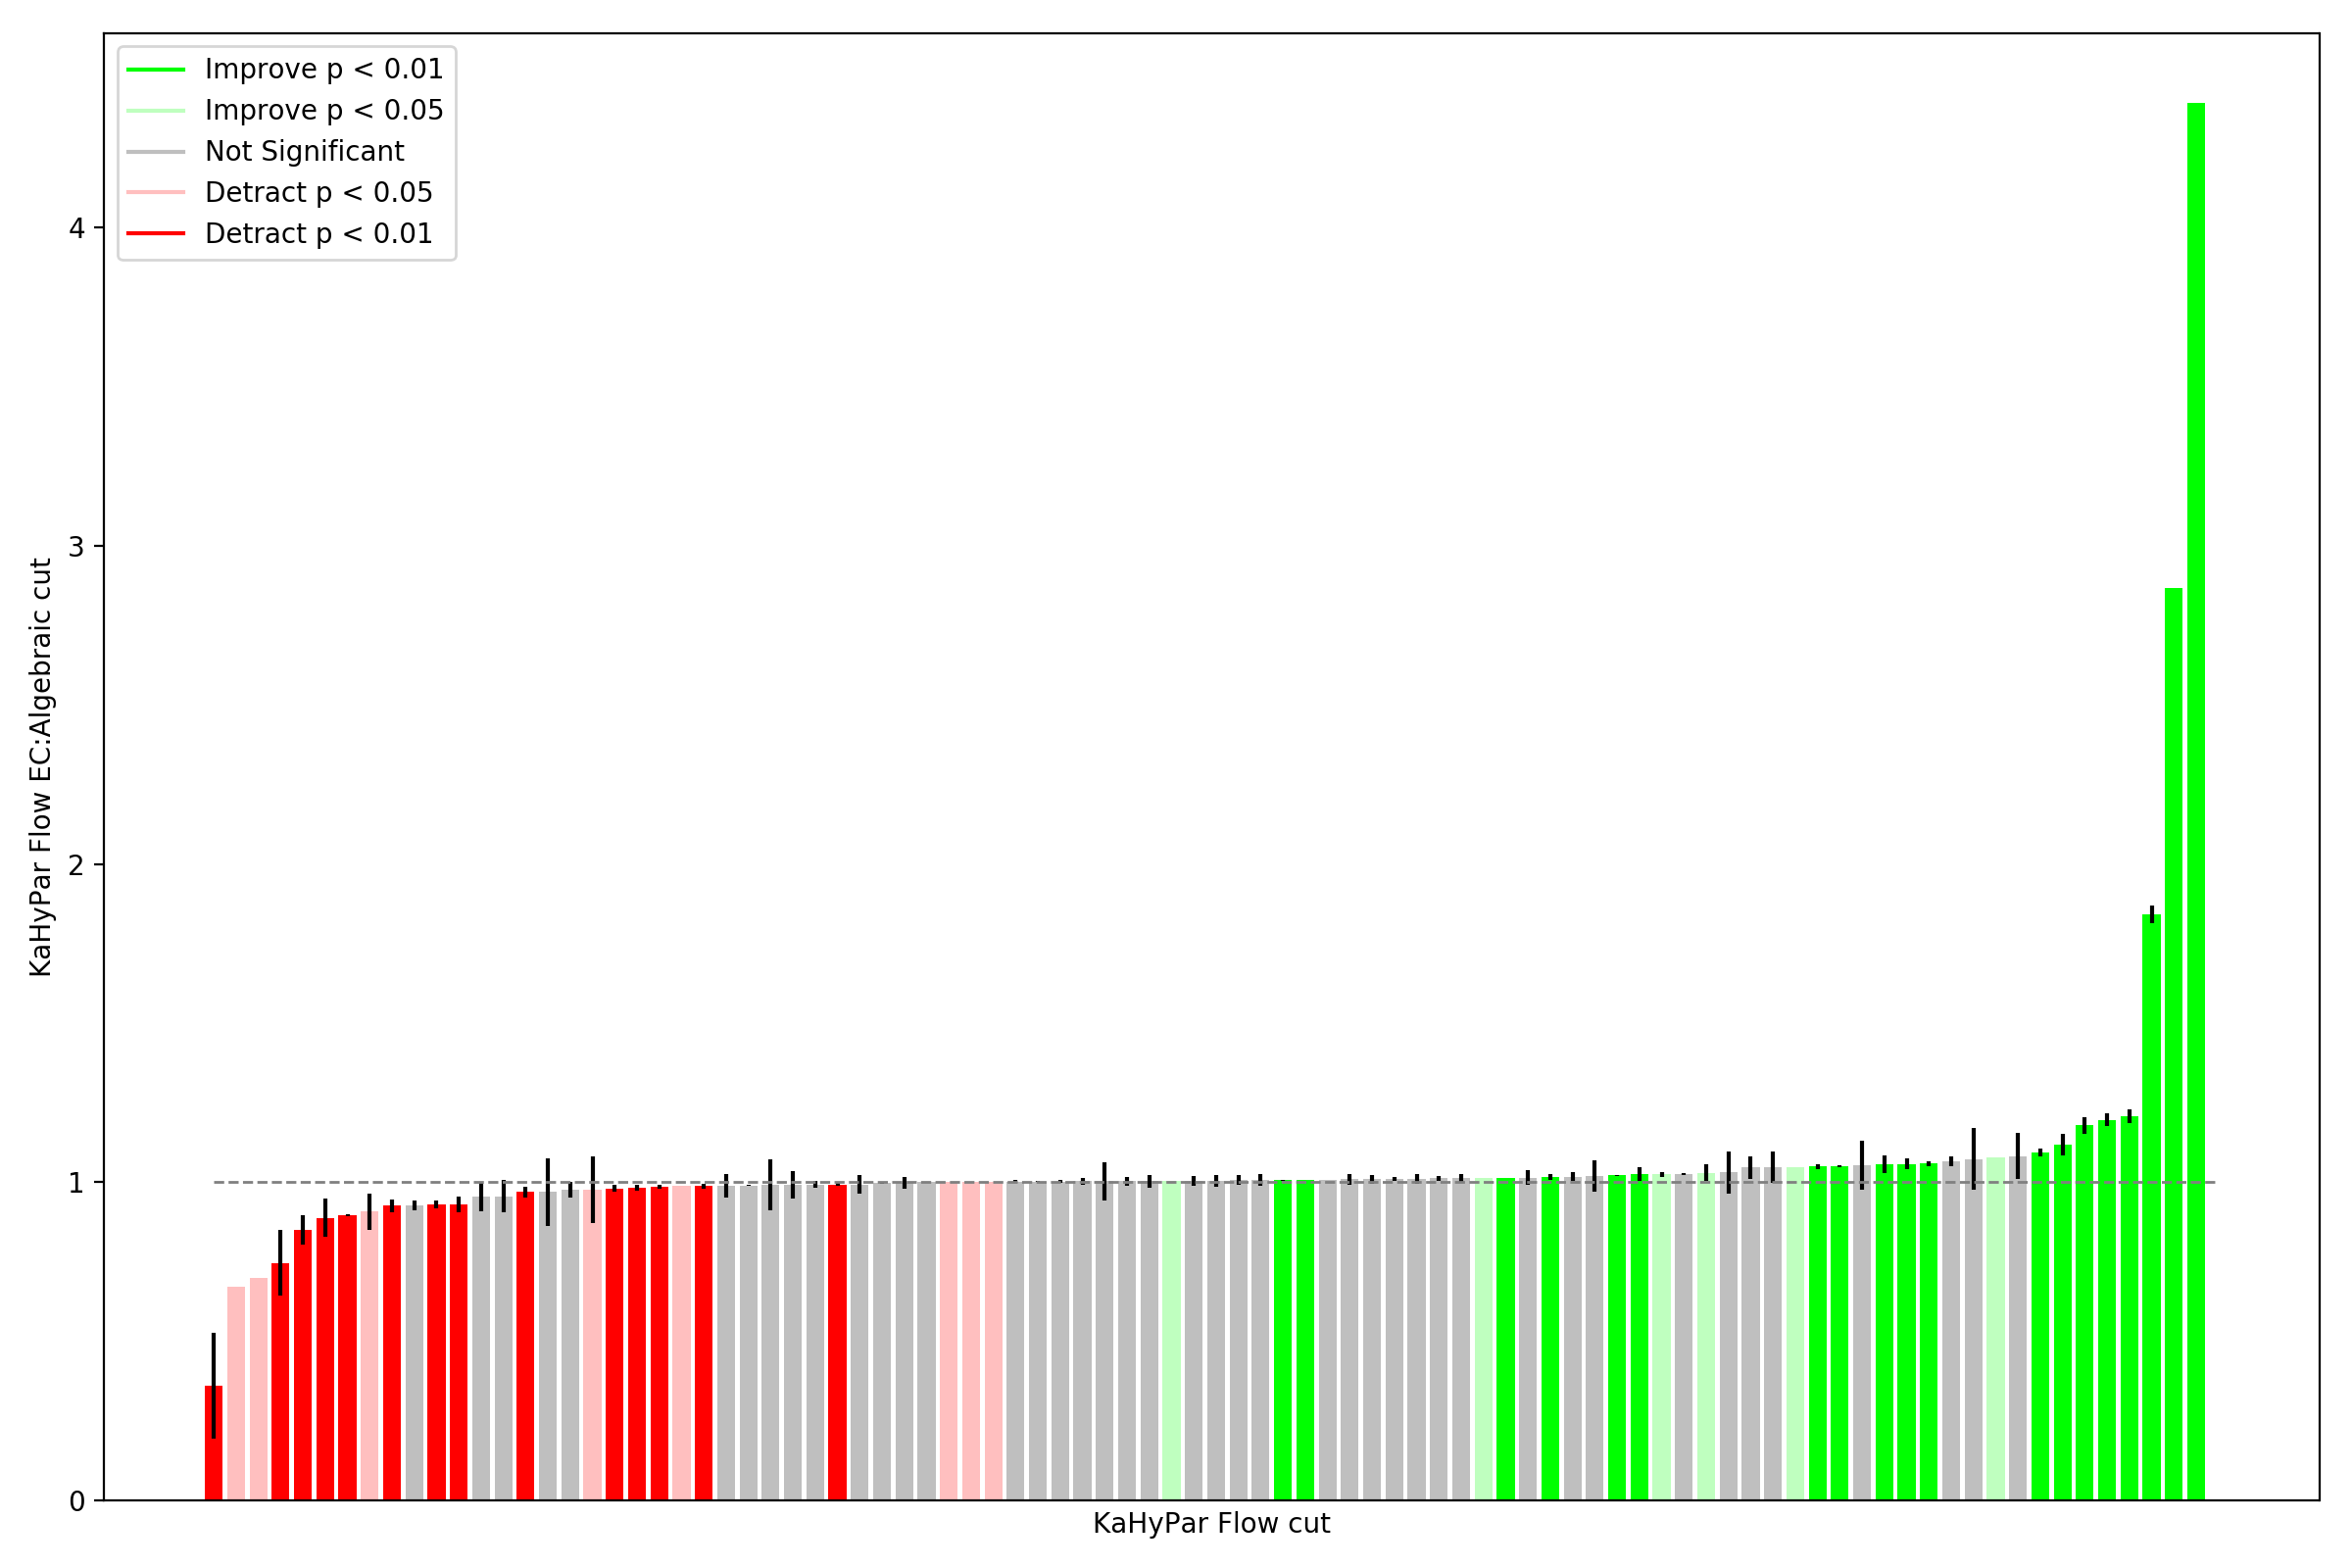 Improve p < 0.01
Improve p < 0.05
Not Significant
Detract p < 0.05
Detract p < 0.01
4
3
2
1
0
KaHyPar Flow EC:Algebraic cut
KaHyPar Flow cut